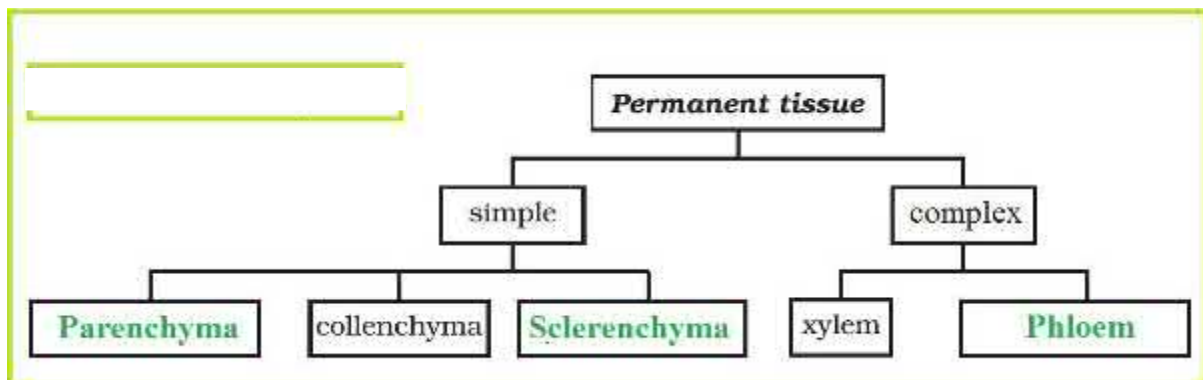 Permanent tissue
simple
complex
Parenchyma
collenchyma
Sclerenchyma
xylem
Phloem